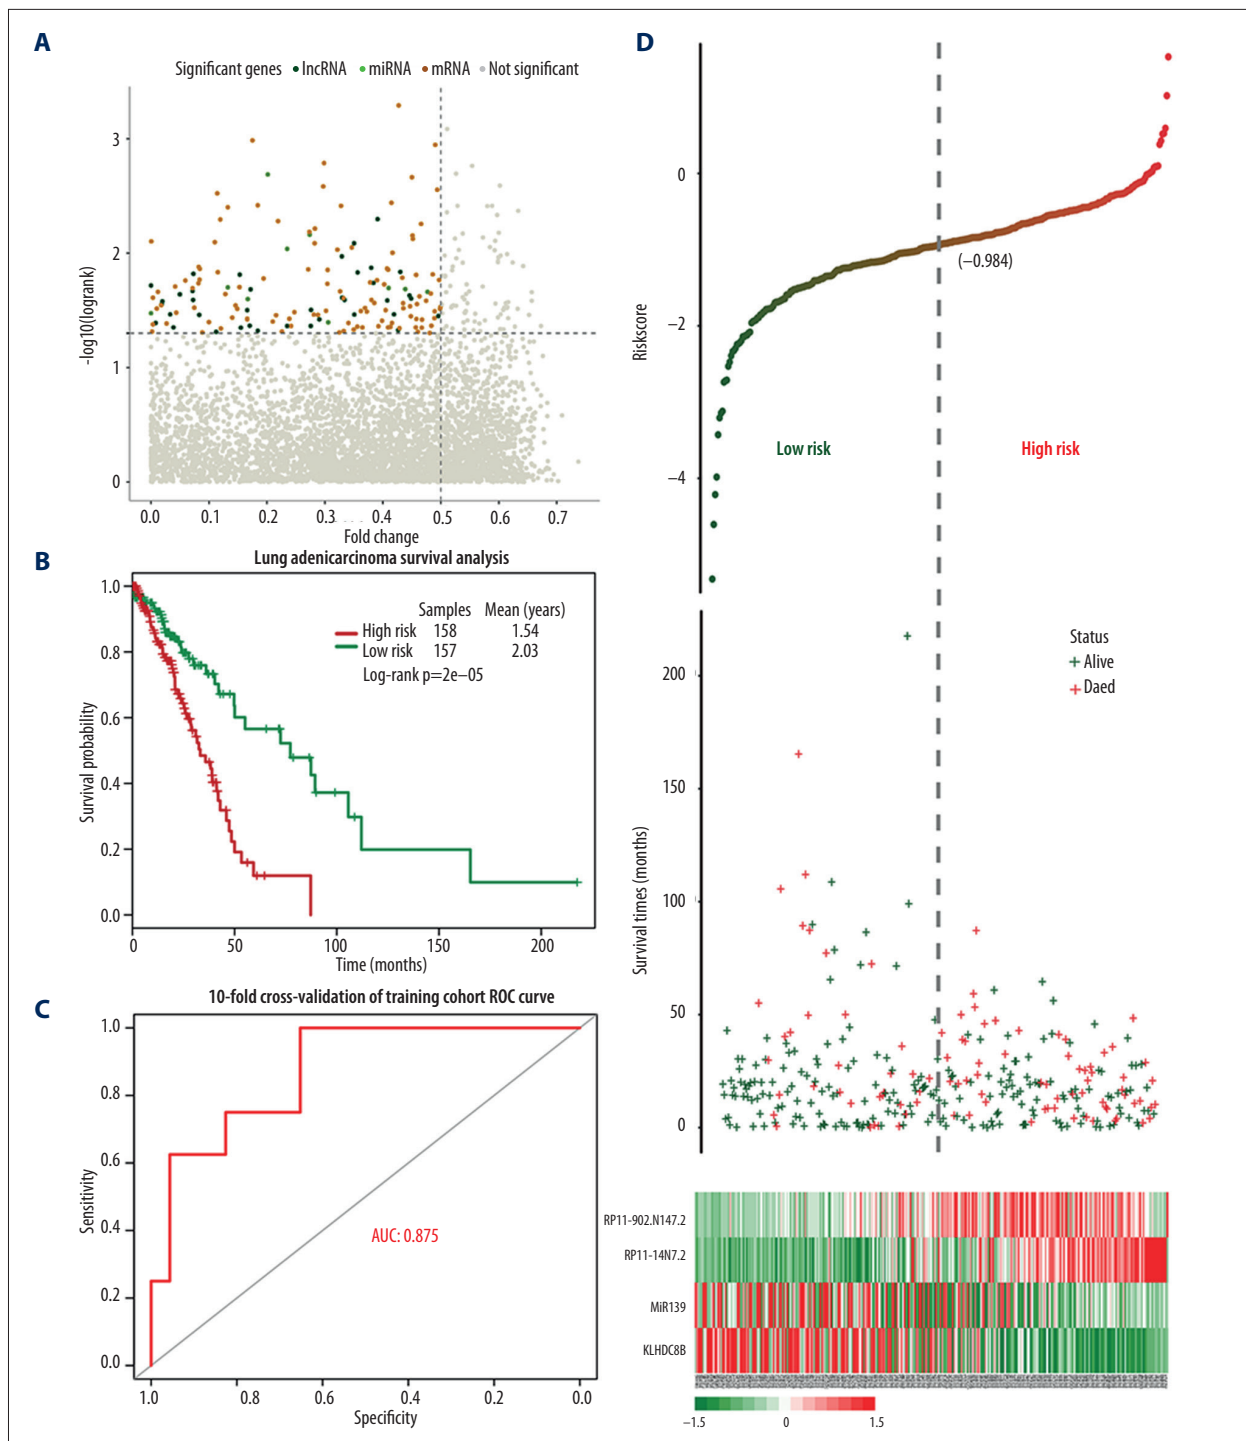 A
Significant genes lncRNA miRNA mRNA Not significant
3
2
1
0
-log10(logrank)
0.0 0.1 0.2 0.3 0.4 0.5 0.6 0.7
Fold change
B
Lung adenicarcinoma survival analysis
Samples Mean (years)
High risk 158 1.54
Low risk 157 2.03
Log-rank p=2e−05
1.0
0.8
0.6
0.4
0.2
0.0
Survival probability
0 50 100 150 200
Time (months)
C
10-fold cross-validation of training cohort ROC curve
1.0
0.8
0.6
0.4
0.2
0.0
Sensitivity
AUC: 0.875
1.0 0.8 0.6 0.4 0.2 0.0
Specificity
D
0
−2
−4
Riskscore
(−0.984)
Low risk High risk
Status
Alive
Daed
200
150
100
50
0
Survival times (months)
RP11-902.N147.2
RP11-14N7.2
MiR139
KLHDC8B
−1.5 0 1.5